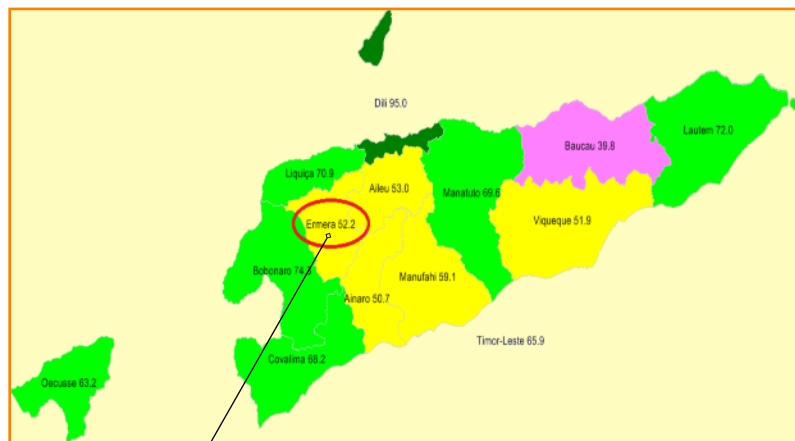 Dili 95.0
Lautem 72.0
Baucau 39.8
Liquiça 70.9
Aileu 53.0
Manatuto 69.6
Viqueque 51.9
Ermera 52.2
Bobonaro 74.3
Manufahi 59.1
Ainaro 50.7
Timor-Leste 65.9
Covalima 68.2
Oecusse 63.2